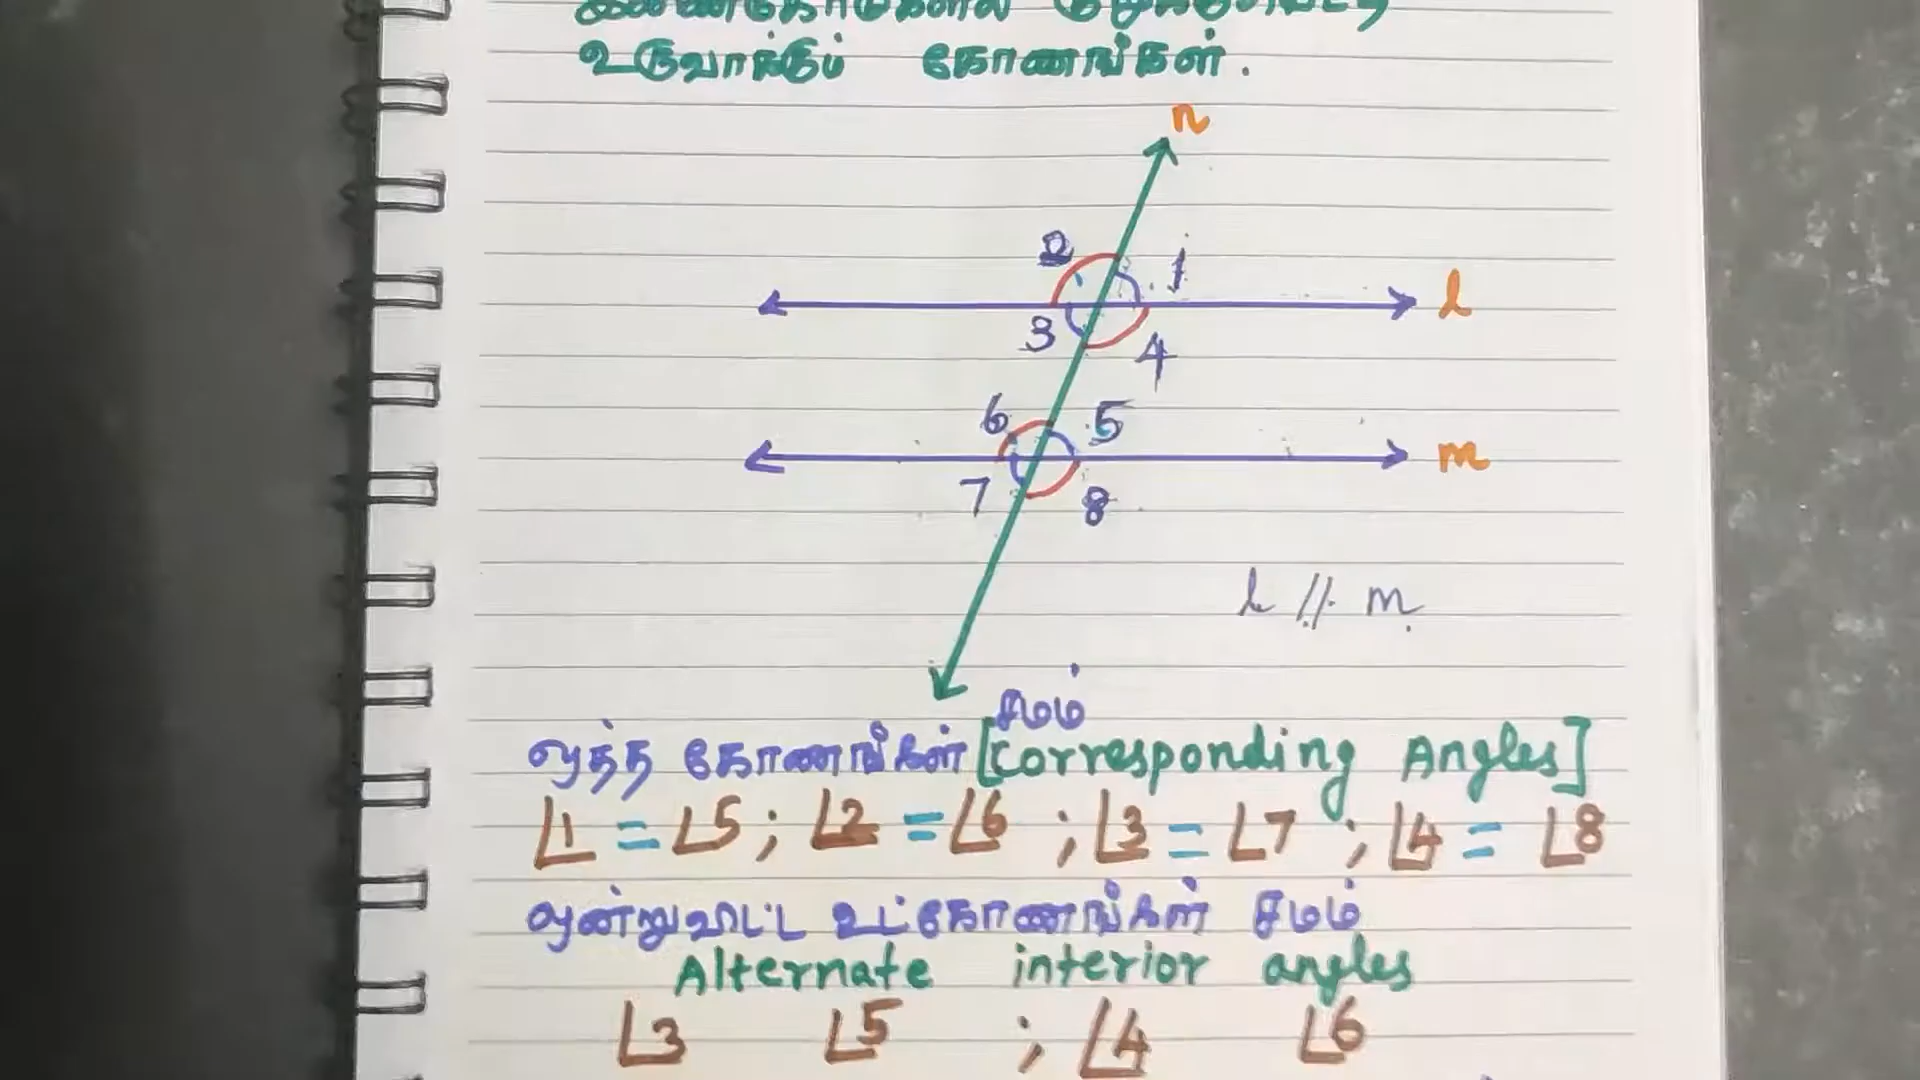 உருவாக்கும் கோணங்கள்.
n
2 1
l
3 4
6 5
m
7 8
l // m
சமம்
ஒத்த கோணங்கள் [Corresponding Angles]
∠1 = ∠5 ; ∠2 = ∠6 ; ∠3 = ∠7 ; ∠4 = ∠8
ஒன்றுவிட்ட உட்கோணங்கள் சமம்
Alternate interior angles
∠3 ∠5 ; ∠4 ∠6